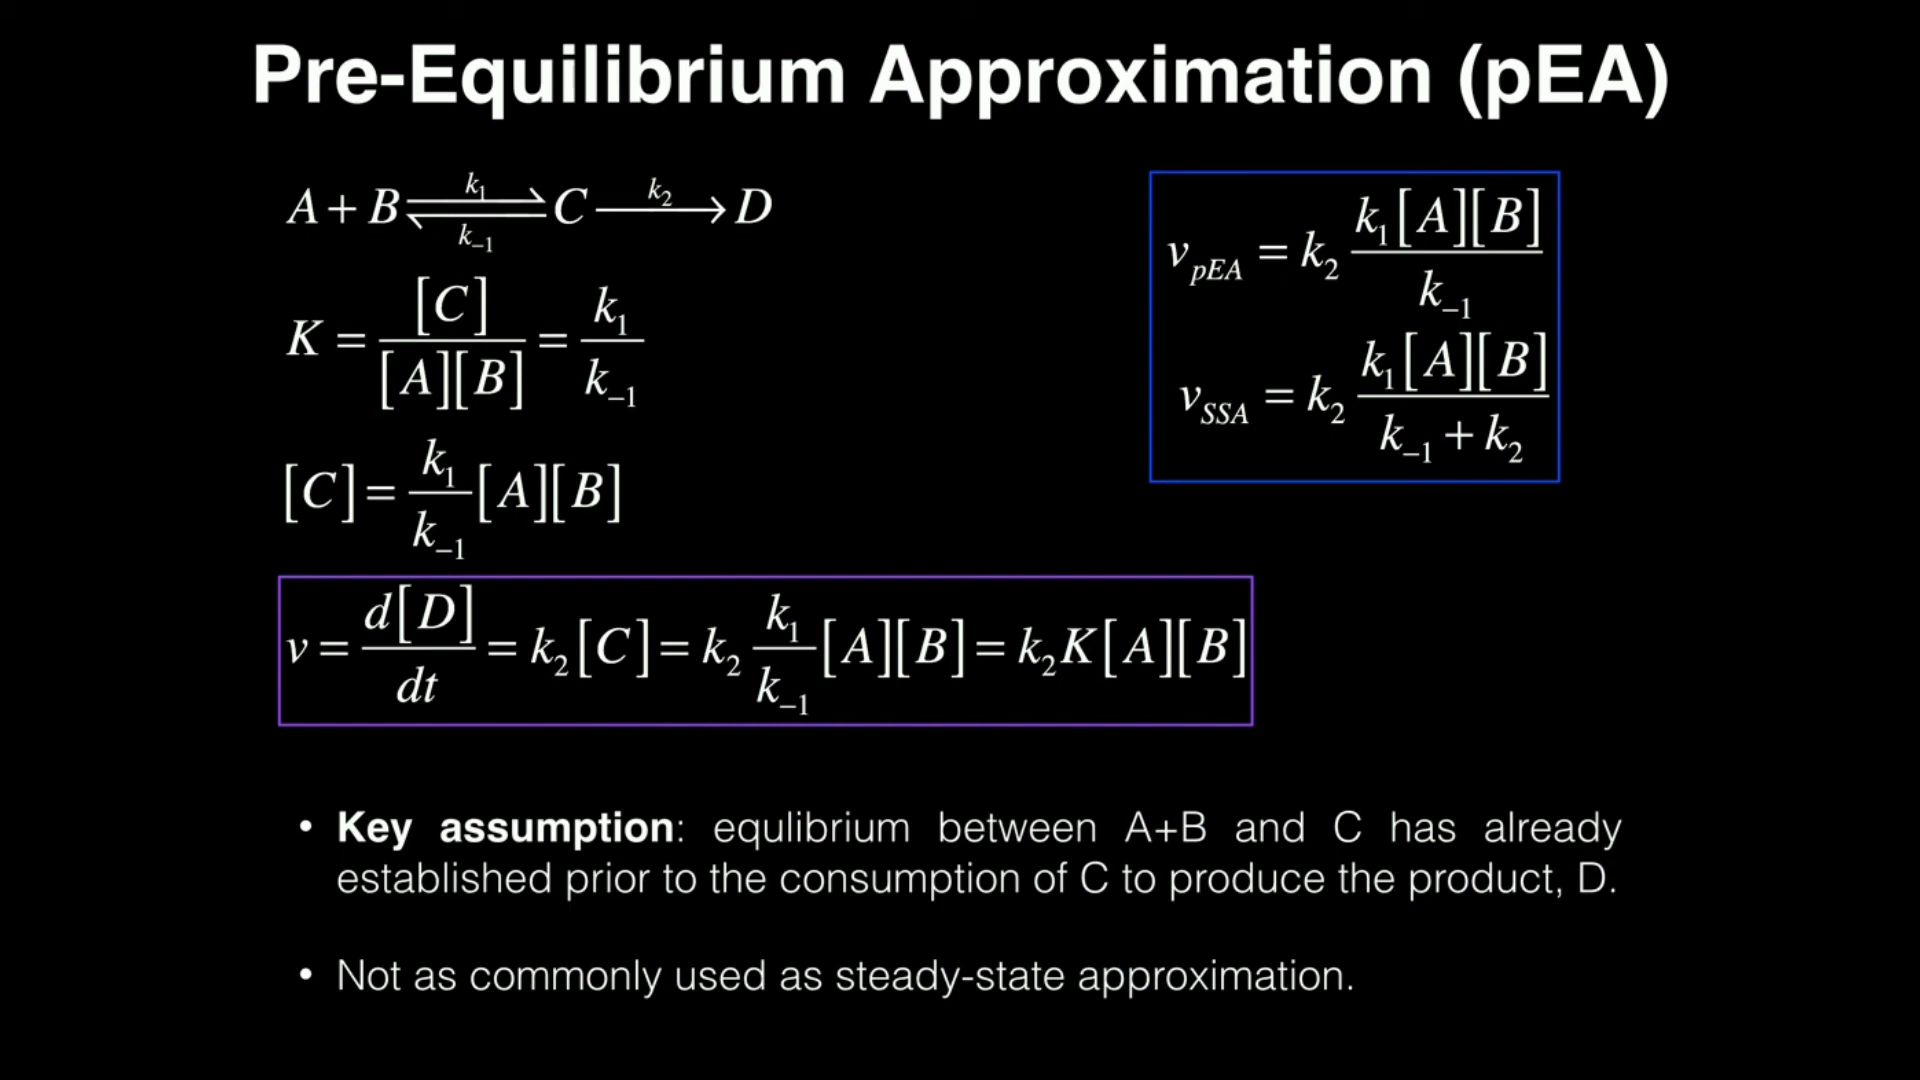 Pre-Equilibrium Approximation (pEA)
A + B ⇌ C ⟶ D (k₁, k₋₁, k₂)
K = [C] / [A][B] = k₁ / k₋₁
[C] = k₁ / k₋₁ [A][B]
v = d[D] / dt = k₂[C] = k₂ k₁ / k₋₁ [A][B] = k₂K[A][B]
v_pEA = k₂ k₁[A][B] / k₋₁
v_SSA = k₂ k₁[A][B] / k₋₁ + k₂
• Key assumption: equlibrium between A+B and C has already
established prior to the consumption of C to produce the product, D.
• Not as commonly used as steady-state approximation.